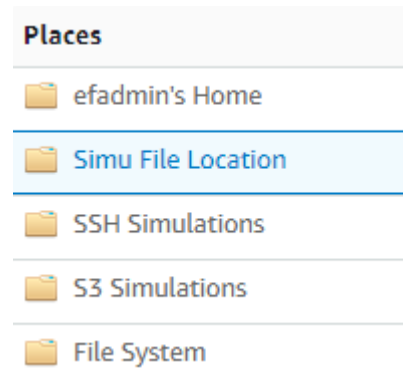 Places
efadmin's Home
Simu File Location
SSH Simulations
S3 Simulations
File System